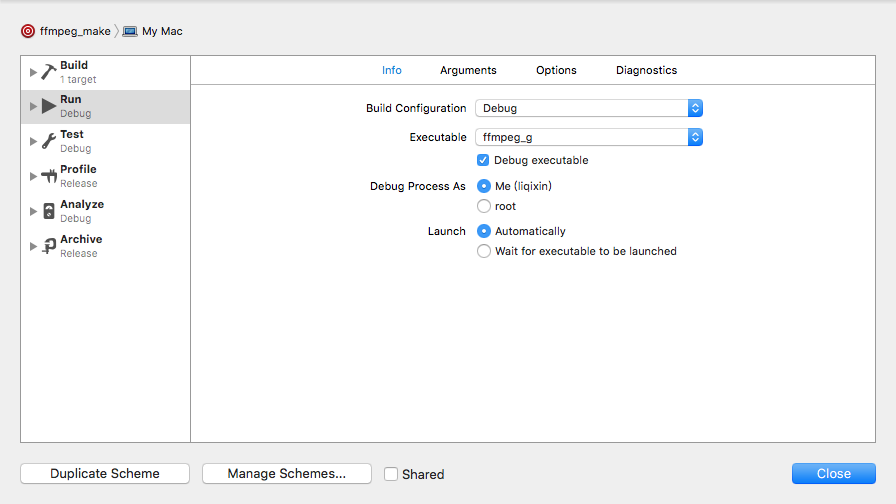 ffmpeg_make My Mac
Build
1 target
Run
Debug
Test
Debug
Profile
Release
Analyze
Debug
Archive
Release
Info Arguments Options Diagnostics
Build Configuration Debug
Executable ffmpeg_g
Debug executable
Debug Process As Me (liqixin)
root
Launch Automatically
Wait for executable to be launched
Duplicate Scheme Manage Schemes... Shared Close